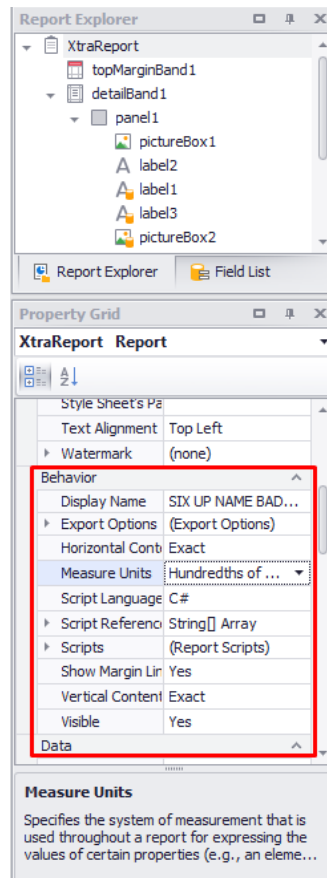 Report Explorer
XtraReport
topMarginBand1
detailBand1
panel1
pictureBox1
label2
label1
label3
pictureBox2
Report Explorer Field List
Property Grid
XtraReport Report
Style Sheet's Pa
Text Alignment Top Left
Watermark (none)
Behavior
Display Name SIX UP NAME BAD...
Export Options (Export Options)
Horizontal Conte Exact
Measure Units Hundredths of ...
Script Language C#
Script Referenc String[] Array
Scripts (Report Scripts)
Show Margin Lin Yes
Vertical Content Exact
Visible Yes
Data
Measure Units
Specifies the system of measurement that is
used throughout a report for expressing the
values of certain properties (e.g., an eleme...